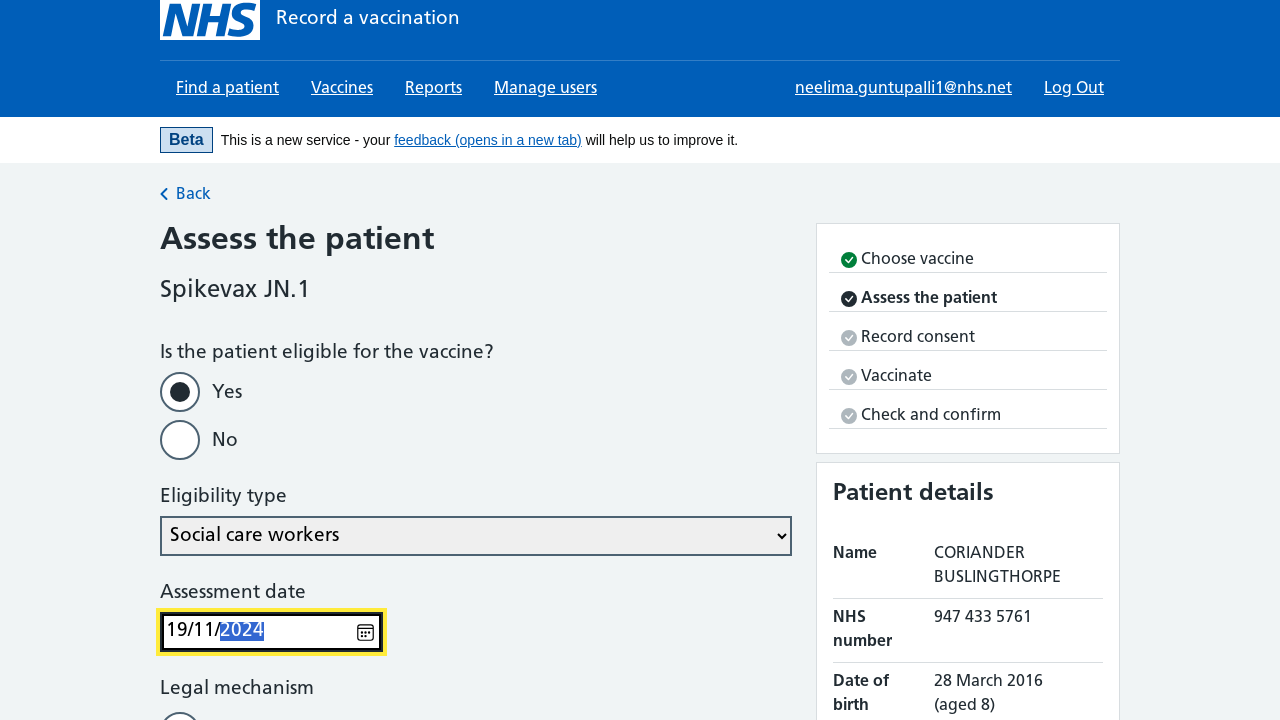 NHS Record a vaccination
Find a patient Vaccines Reports Manage users neelima.guntupalli1@nhs.net Log Out
Beta This is a new service - your feedback (opens in a new tab) will help us to improve it.
Back
Assess the patient
Spikevax JN.1
Is the patient eligible for the vaccine?
Yes
No
Eligibility type
Social care workers
Assessment date
19/11/2024
Legal mechanism
Choose vaccine
Assess the patient
Record consent
Vaccinate
Check and confirm
Patient details
Name CORIANDER
BUSLINGTHORPE
NHS 947 433 5761
number
Date of 28 March 2016
birth (aged 8)